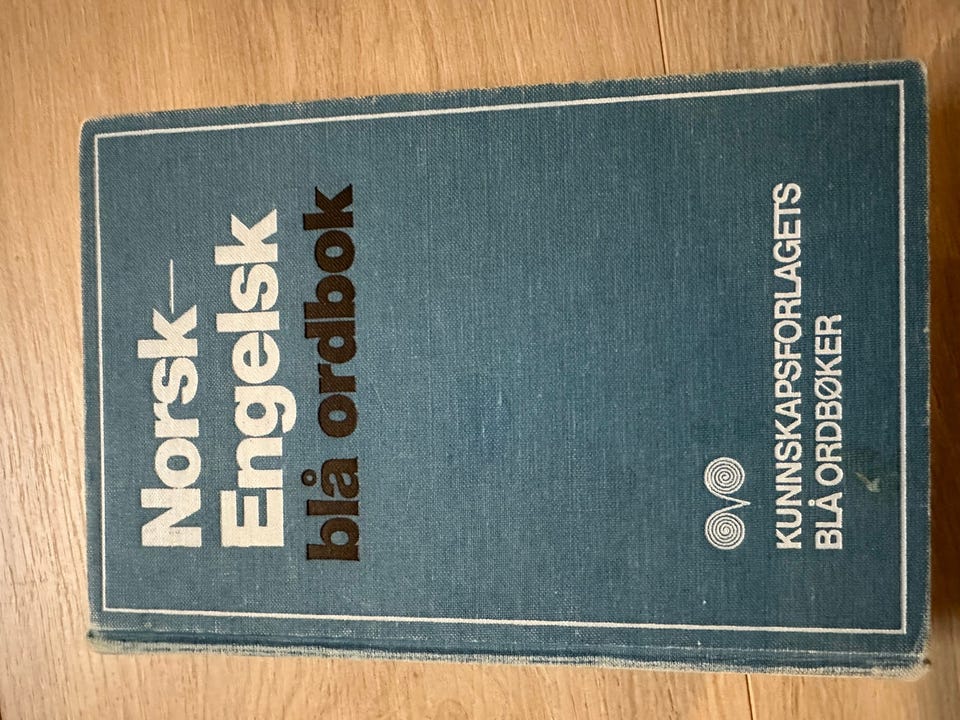 Norsk—
Engelsk
blå ordbok
KUNNSKAPSFORLAGETS
BLÅ ORDBØKER